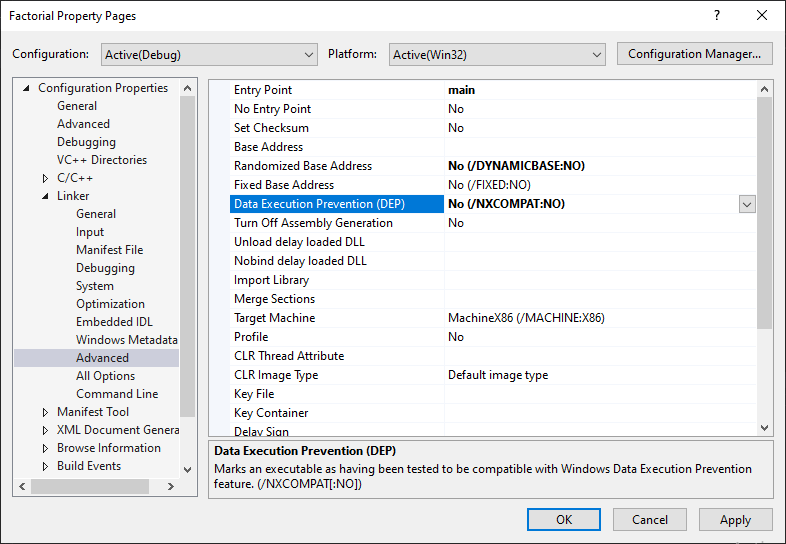 Factorial Property Pages
? ×
Configuration: Active(Debug) Platform: Active(Win32) Configuration Manager...
Configuration Properties
General
Advanced
Debugging
VC++ Directories
C/C++
Linker
General
Input
Manifest File
Debugging
System
Optimization
Embedded IDL
Windows Metadata
Advanced
All Options
Command Line
Manifest Tool
XML Document Genera
Browse Information
Build Events
Entry Point main
No Entry Point No
Set Checksum No
Base Address
Randomized Base Address No (/DYNAMICBASE:NO)
Fixed Base Address No (/FIXED:NO)
Data Execution Prevention (DEP) No (/NXCOMPAT:NO)
Turn Off Assembly Generation No
Unload delay loaded DLL
Nobind delay loaded DLL
Import Library
Merge Sections
Target Machine MachineX86 (/MACHINE:X86)
Profile No
CLR Thread Attribute
CLR Image Type Default image type
Key File
Key Container
Delay Sign
Data Execution Prevention (DEP)
Marks an executable as having been tested to be compatible with Windows Data Execution Prevention
feature. (/NXCOMPAT[:NO])
OK Cancel Apply